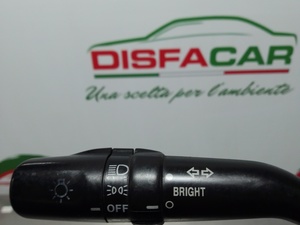 DISFACAR
Una scelta per l'ambiente
OFF
BRIGHT